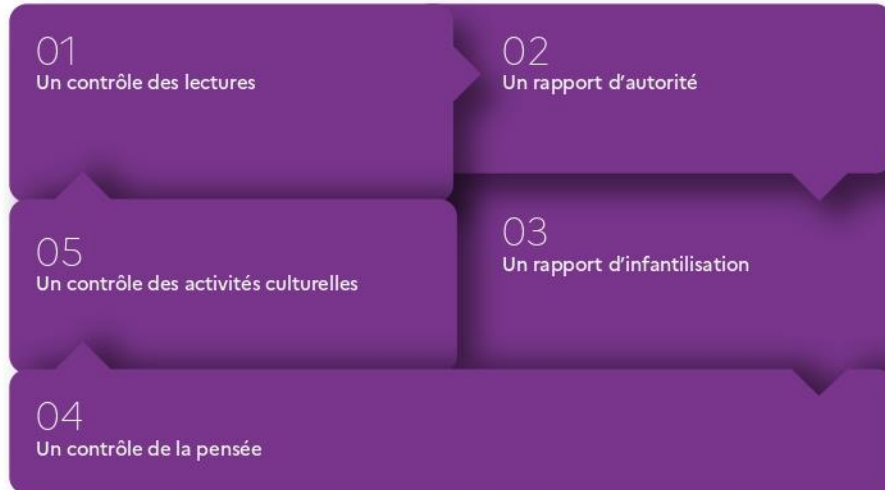 01
Un contrôle des lectures
02
Un rapport d’autorité
03
Un rapport d’infantilisation
04
Un contrôle de la pensée
05
Un contrôle des activités culturelles